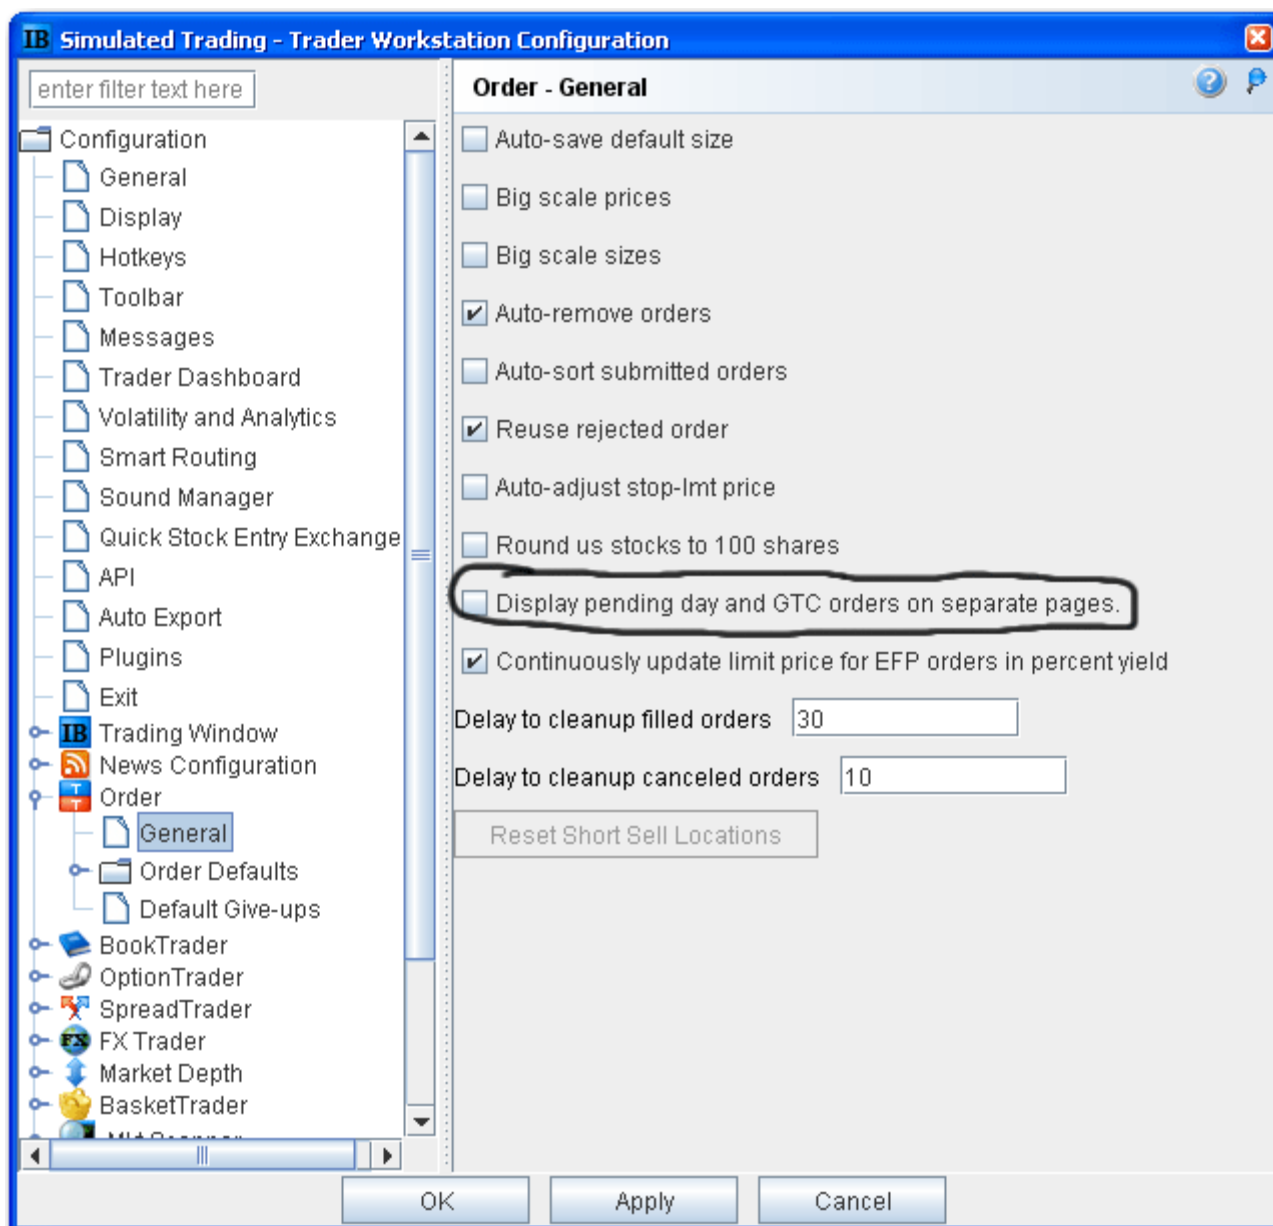 IB Simulated Trading - Trader Workstation Configuration
enter filter text here
Configuration
General
Display
Hotkeys
Toolbar
Messages
Trader Dashboard
Volatility and Analytics
Smart Routing
Sound Manager
Quick Stock Entry Exchange
API
Auto Export
Plugins
Exit
IB Trading Window
News Configuration
Order
General
Order Defaults
Default Give-ups
BookTrader
OptionTrader
SpreadTrader
FX FX Trader
Market Depth
BasketTrader
Order - General
Auto-save default size
Big scale prices
Big scale sizes
Auto-remove orders
Auto-sort submitted orders
Reuse rejected order
Auto-adjust stop-lmt price
Round us stocks to 100 shares
Display pending day and GTC orders on separate pages.
Continuously update limit price for EFP orders in percent yield
Delay to cleanup filled orders 30
Delay to cleanup canceled orders 10
Reset Short Sell Locations
OK Apply Cancel